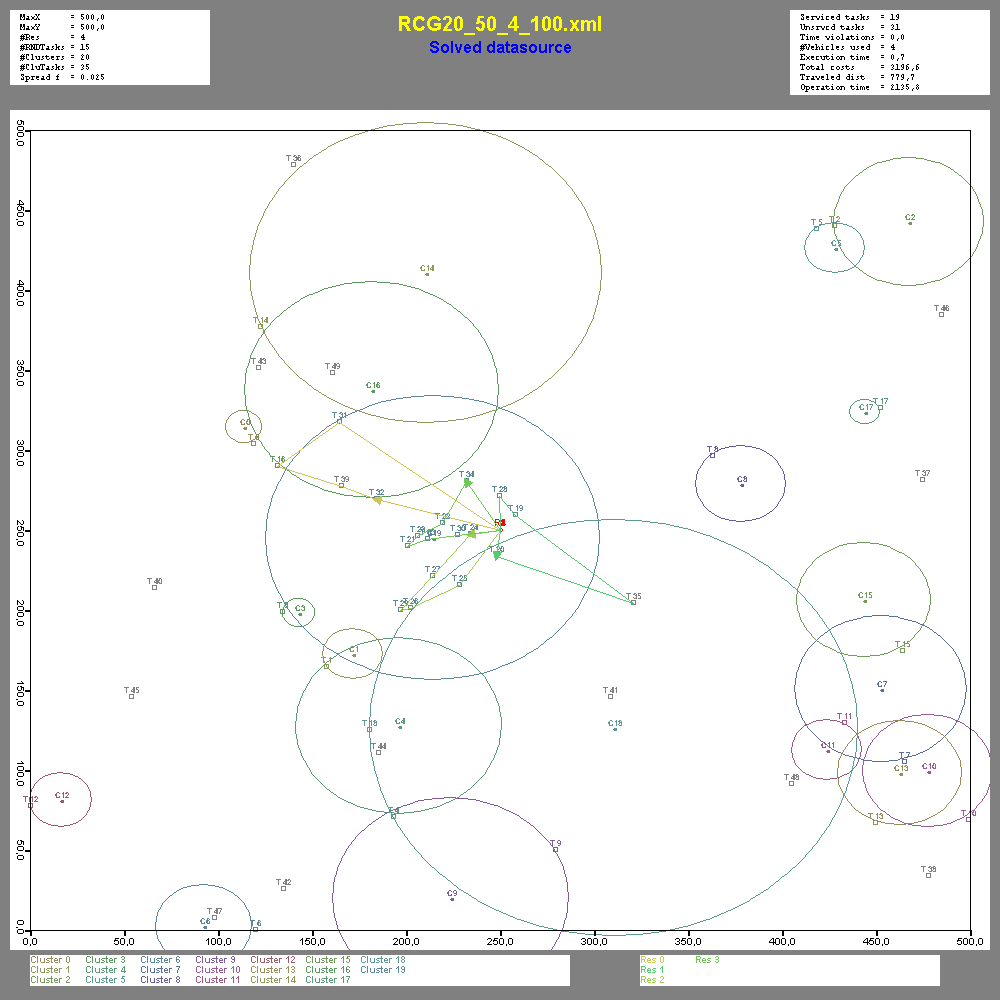 MaxX = 500,0
MaxY = 500,0
#Res = 4
#RNDTasks = 15
#Clusters = 20
#CluTasks = 35
Spread f = 0.025
RCG20_50_4_100.xml
Solved datasource
Serviced tasks = 19
Unsrvcd tasks = 31
Time violations = 0,0
#Vehicles used = 4
Execution time = 0,7
Total costs = 3196,6
Traveled dist = 779,7
Operation time = 2135,8
500,0
T 36
C2
T 5
T 2
C5
450,0
C14
400,0
T 46
T 14
T 43
T 49
350,0
C16
C17
T 17
T 31
C0
T 8
300,0
T 16
T 34
T 39
T 32
T 28
C8
T 37
T 19
250,0
T 30
T 21
C19
T 20
T 27
T 25
T 35
T 40
C15
200,0
T 3
C3
C1
T 1
T 15
C7
150,0
T 45
T 41
T 11
T 18
C4
C18
T 44
C11
T 7
C13
C10
100,0
T 48
T 12
C12
T 4
T 13
T 10
T 9
50,0
T 42
T 38
C9
T 47
C6
T 6
0,0
0,0 50,0 100,0 150,0 200,0 250,0 300,0 350,0 400,0 450,0 500,0
Cluster 0 Cluster 3 Cluster 6 Cluster 9 Cluster 12 Cluster 15 Cluster 18 Res 0 Res 3
Cluster 1 Cluster 4 Cluster 7 Cluster 10 Cluster 13 Cluster 16 Cluster 19 Res 1
Cluster 2 Cluster 5 Cluster 8 Cluster 11 Cluster 14 Cluster 17 Res 2